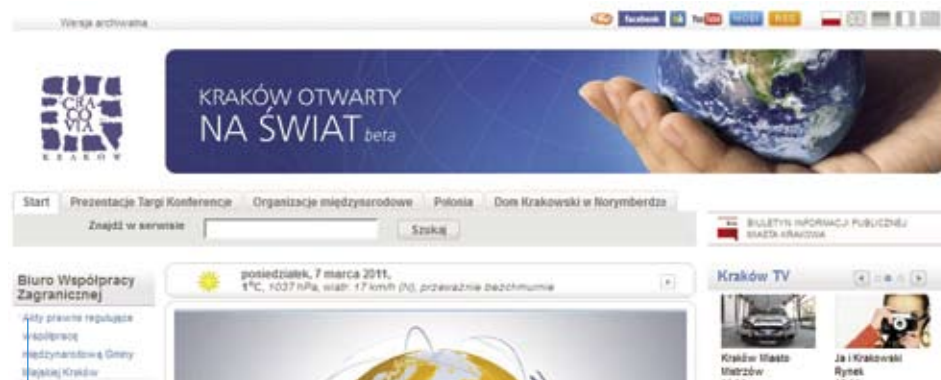 Wersja archiwalna
facebook
You Tube
MOBI
RSS
CRA
CO
VIA
KRAKÓW
KRAKÓW OTWARTY
NA ŚWIAT beta
Start Prezentacje Targi Konferencje Organizacje międzynarodowe Polonia Dom Krakowski w Norymberdze
Znajdź w serwisie Szukaj
BIULETYN INFORMACJI PUBLICZNEJ
MIASTA KRAKOWA
Biuro Współpracy
Zagranicznej
Akty prawne regulujące
współpracę
międzynarodową Gminy
Miejskiej Kraków
poniedziałek, 7 marca 2011,
1°C, 1037 hPa, wiatr: 17 km/h (N), przeważnie bezchmurnie
Kraków TV
Kraków Miasto
Mistrzów
Ja i Krakowski
Rynek